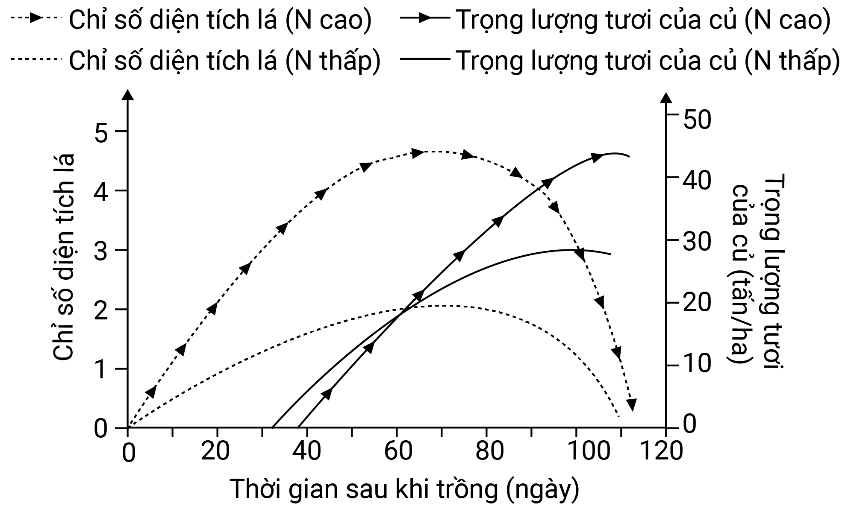 Chỉ số diện tích lá (N cao)
Trọng lượng tươi của củ (N cao)
Chỉ số diện tích lá (N thấp)
Trọng lượng tươi của củ (N thấp)
5
4
3
2
1
0
Chỉ số diện tích lá
50
40
30
20
10
0
Trọng lượng tươi
của củ (tấn/ha)
0 20 40 60 80 100 120
Thời gian sau khi trồng (ngày)